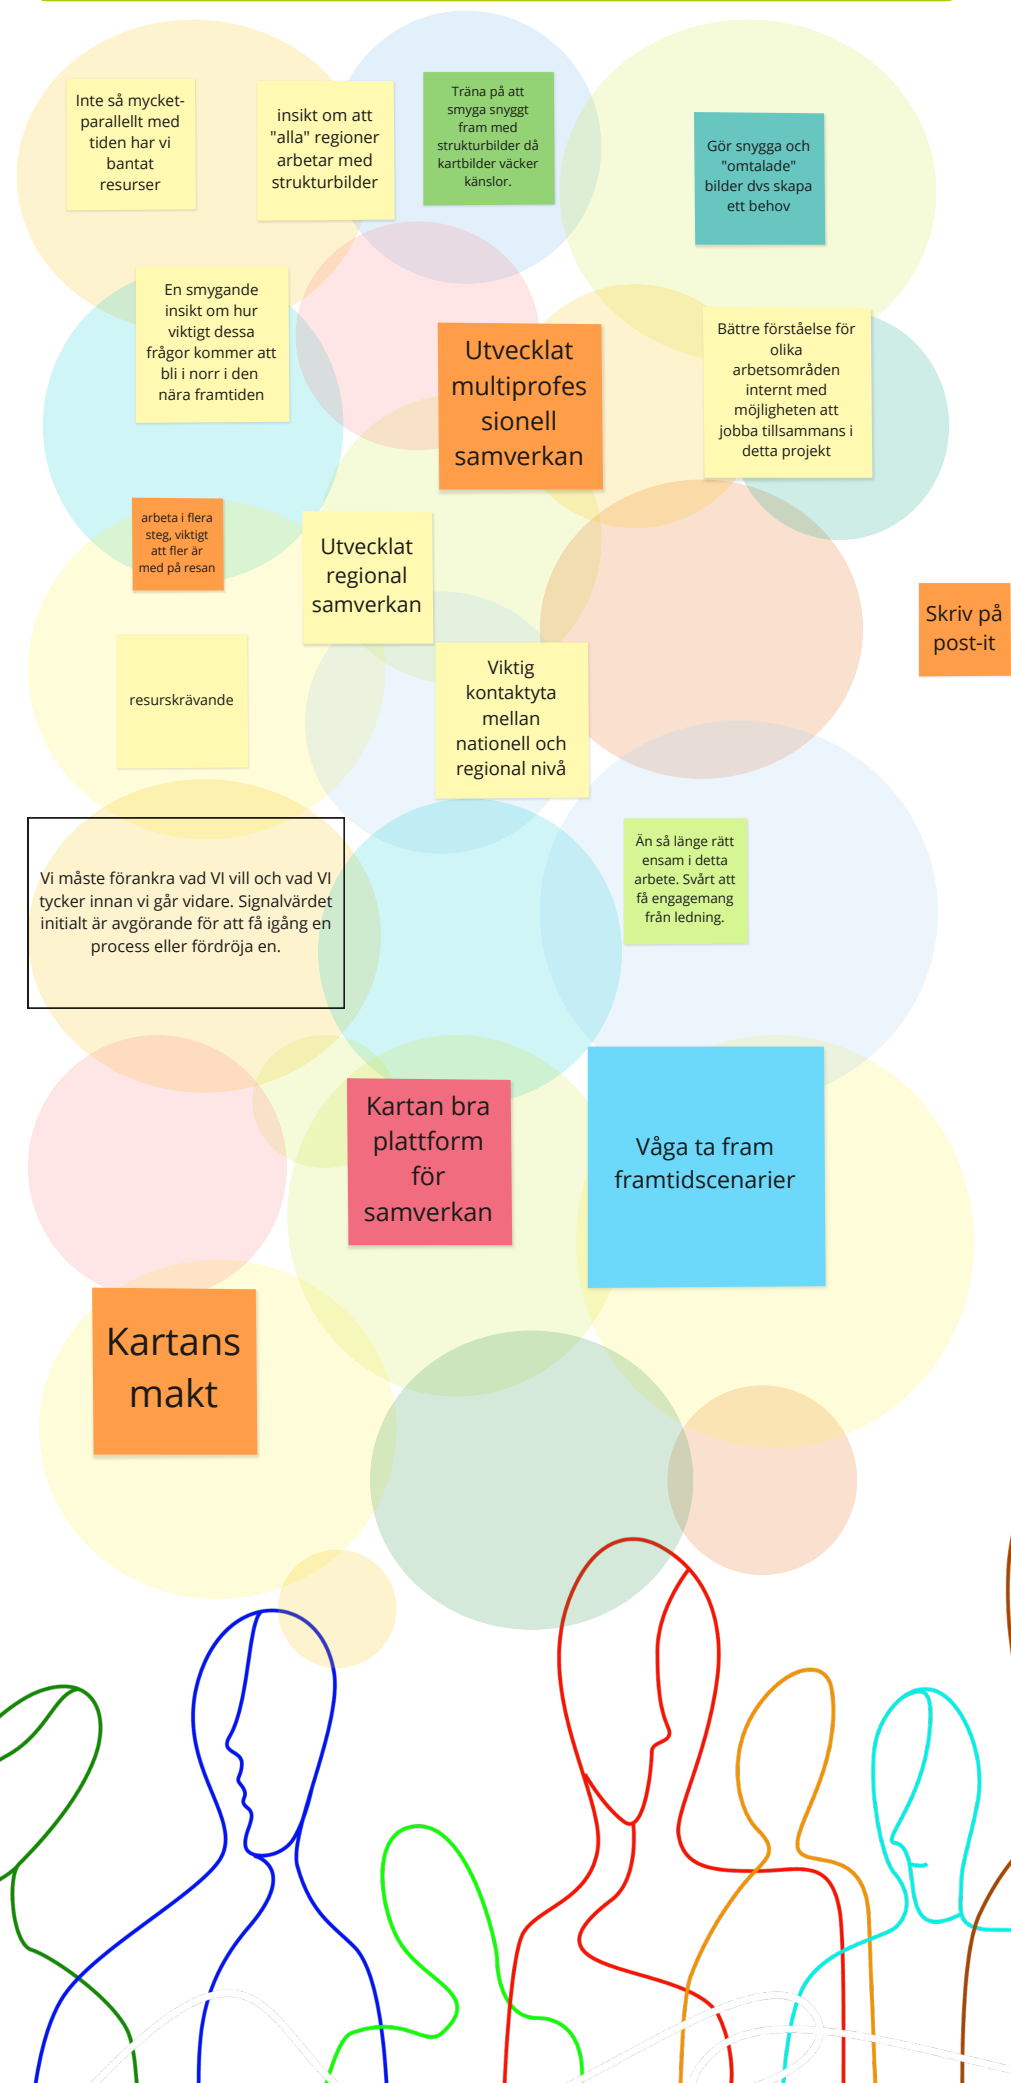 Inte så mycket-
parallellt med
tiden har vi
bantat
resurser
insikt om att
"alla" regioner
arbetar med
strukturbilder
Träna på att
smyga snyggt
fram med
strukturbilder då
kartbilder väcker
känslor.
Gör snygga och
"omtalade"
bilder dvs skapa
ett behov
En smygande
insikt om hur
viktigt dessa
frågor kommer att
bli i norr i den
nära framtiden
Utvecklat
multiprofes
sionell
samverkan
Bättre förståelse för
olika
arbetsområden
internt med
möjligheten att
jobba tillsammans i
detta projekt
arbeta i flera
steg, viktigt
att fler är
med på resan
Utvecklat
regional
samverkan
Skriv på
post-it
resurskrävande
Viktig
kontaktyta
mellan
nationell och
regional nivå
Vi måste förankra vad VI vill och vad VI
tycker innan vi går vidare. Signalvärdet
initialt är avgörande för att få igång en
process eller fördröja en.
Än så länge rätt
ensam i detta
arbete. Svårt att
få engagemang
från ledning.
Kartan bra
plattform
för
samverkan
Våga ta fram
framtidscenarier
Kartans
makt